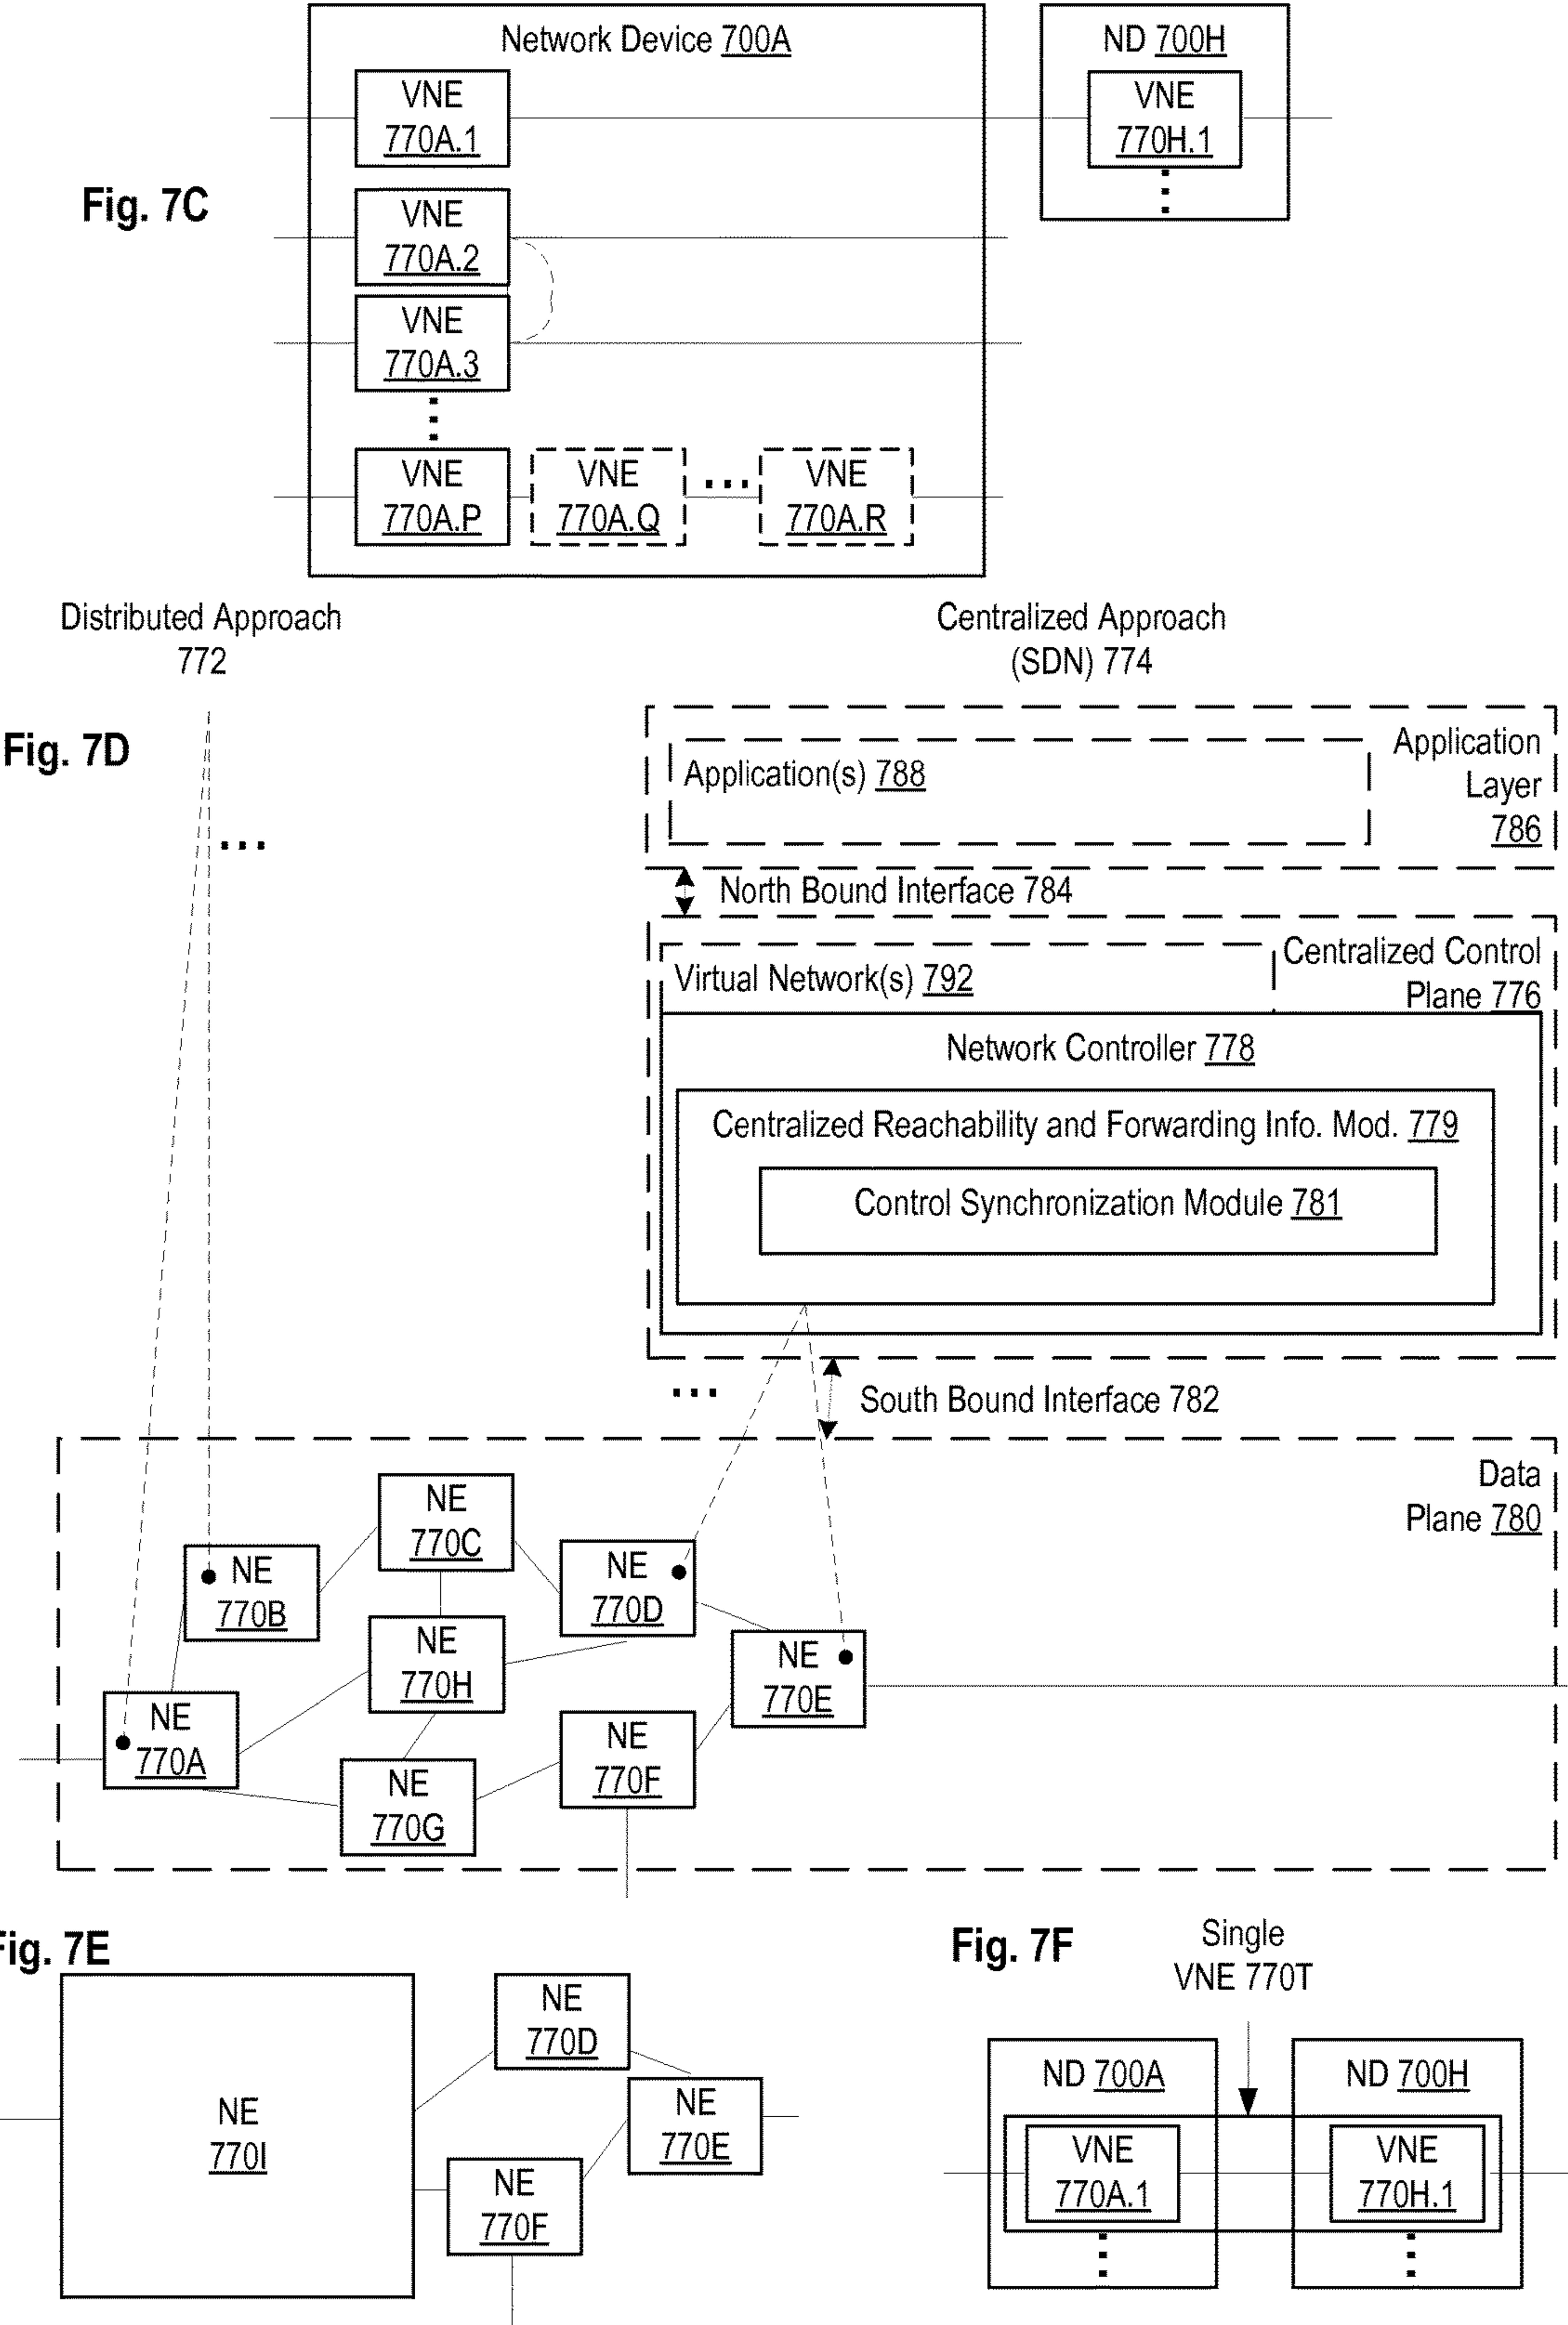 Network Device 700A
ND 700H
VNE
770A.1
VNE
770H.1
Fig. 7C
VNE
770A.2
VNE
770A.3
VNE
770A.P
VNE
770A.Q
VNE
770A.R
Distributed Approach
772
Centralized Approach
(SDN) 774
Fig. 7D
Application(s) 788
Application
Layer
786
North Bound Interface 784
Virtual Network(s) 792
Centralized Control
Plane 776
Network Controller 778
Centralized Reachability and Forwarding Info. Mod. 779
Control Synchronization Module 781
South Bound Interface 782
Data
Plane 780
NE
770C
NE
770B
NE
770D
NE
770H
NE
770E
NE
770A
NE
770F
NE
770G
Fig. 7E
NE
770I
NE
770D
NE
770E
NE
770F
Fig. 7F
Single
VNE 770T
ND 700A
ND 700H
VNE
770A.1
VNE
770H.1